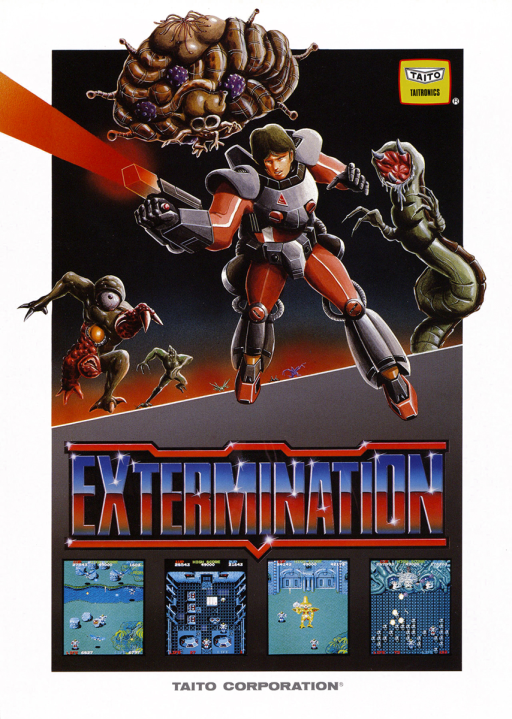 TAITO
TAITRONICS
®
EXTERMINATION
TAITO CORPORATION®